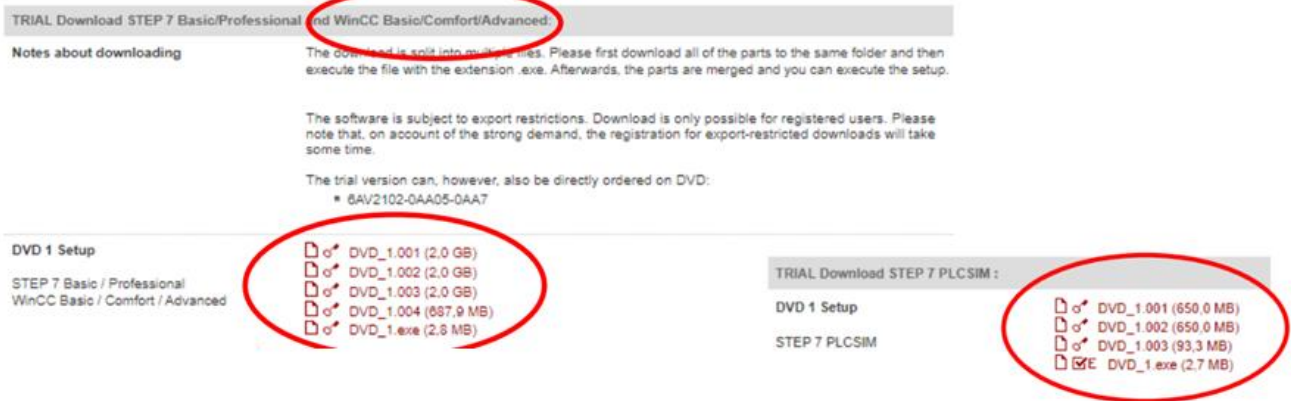 TRIAL Download STEP 7 Basic/Professional and WinCC Basic/Comfort/Advanced:
Notes about downloading
The download is split into multiple files. Please first download all of the parts to the same folder and then
execute the file with the extension .exe. Afterwards, the parts are merged and you can execute the setup.
The software is subject to export restrictions. Download is only possible for registered users. Please
note that, on account of the strong demand, the registration for export-restricted downloads will take
some time.
The trial version can, however, also be directly ordered on DVD:
▪ 6AV2102-0AA05-0AA7
DVD 1 Setup
STEP 7 Basic / Professional
WinCC Basic / Comfort / Advanced
DVD_1.001 (2,0 GB)
DVD_1.002 (2,0 GB)
DVD_1.003 (2,0 GB)
DVD_1.004 (687,9 MB)
DVD_1.exe (2,8 MB)
TRIAL Download STEP 7 PLCSIM :
DVD 1 Setup
STEP 7 PLCSIM
DVD_1.001 (650,0 MB)
DVD_1.002 (650,0 MB)
DVD_1.003 (93,3 MB)
E DVD_1.exe (2,7 MB)